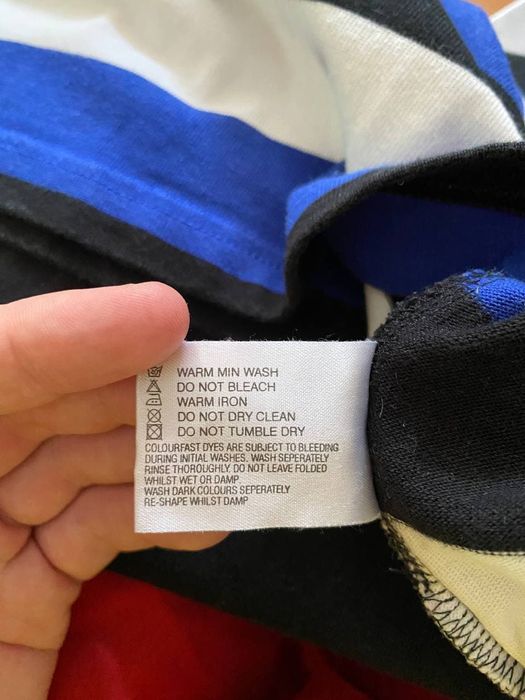 WARM MIN WASH
DO NOT BLEACH
WARM IRON
DO NOT DRY CLEAN
DO NOT TUMBLE DRY
COLOURFAST DYES ARE SUBJECT TO BLEEDING
DURING INITIAL WASHES. WASH SEPERATELY
RINSE THOROUGHLY. DO NOT LEAVE FOLDED
WHILST WET OR DAMP.
WASH DARK COLOURS SEPERATELY
RE-SHAPE WHILST DAMP